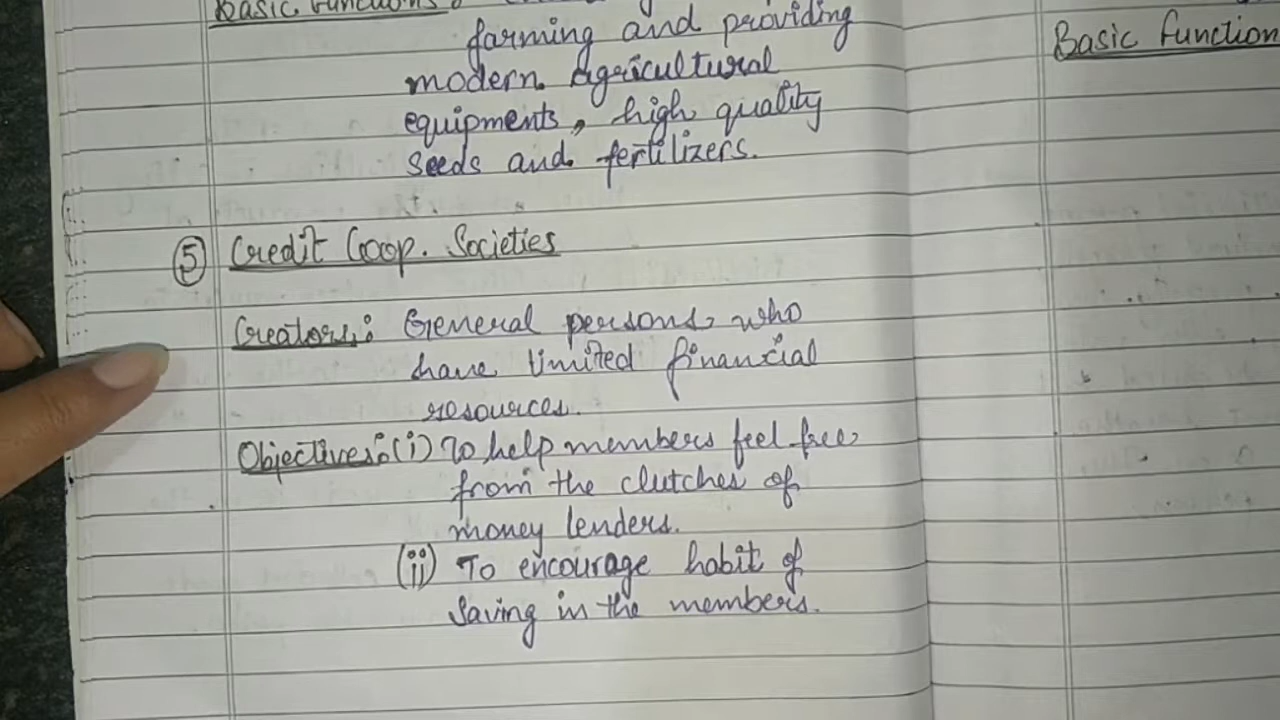 Basic Functions :
farming and providing
modern agricultural
equipments, high quality
seeds and fertilizers.
⑤ Credit Coop. Societies
Creators: General persons who
have limited financial
resources.
Objectives: (i) To help members feel free
from the clutches of
money lenders.
(ii) To encourage habit of
saving in the members.
Basic Function